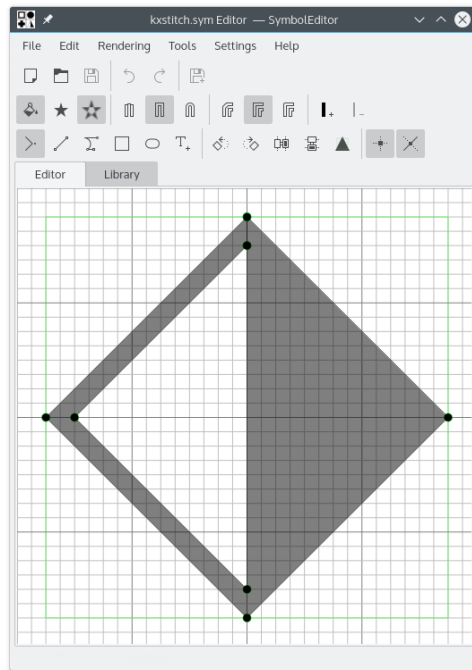 kxstitch.sym Editor — SymbolEditor
File Edit Rendering Tools Settings Help
Editor Library